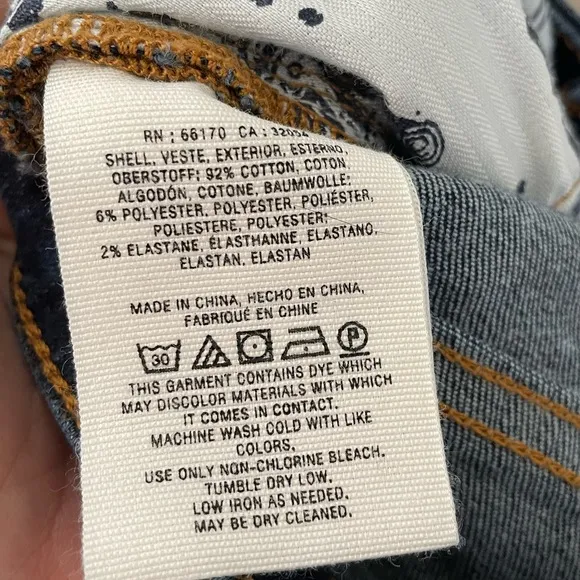 RN : 66170 CA : 32054
SHELL, VESTE, EXTERIOR, ESTERNO,
OBERSTOFF: 92% COTTON, COTON
ALGODÓN, COTONE, BAUMWOLLE;
6% POLYESTER, POLYESTER, POLIÉSTER,
POLIESTERE, POLYESTER;
2% ELASTANE, ÉLASTHANNE, ELASTANO,
ELASTAN, ELASTAN
MADE IN CHINA, HECHO EN CHINA,
FABRIQUÉ EN CHINE
30 P
THIS GARMENT CONTAINS DYE WHICH
MAY DISCOLOR MATERIALS WITH WHICH
IT COMES IN CONTACT.
MACHINE WASH COLD WITH LIKE
COLORS.
USE ONLY NON-CHLORINE BLEACH.
TUMBLE DRY LOW.
LOW IRON AS NEEDED.
MAY BE DRY CLEANED.